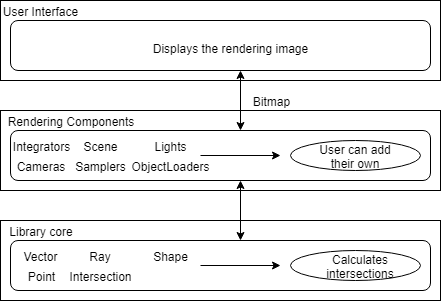 User Interface
Displays the rendering image
Bitmap
Rendering Components
Integrators Scene Lights
Cameras Samplers ObjectLoaders
User can add
their own
Library core
Vector Ray Shape
Point Intersection
Calculates
intersections